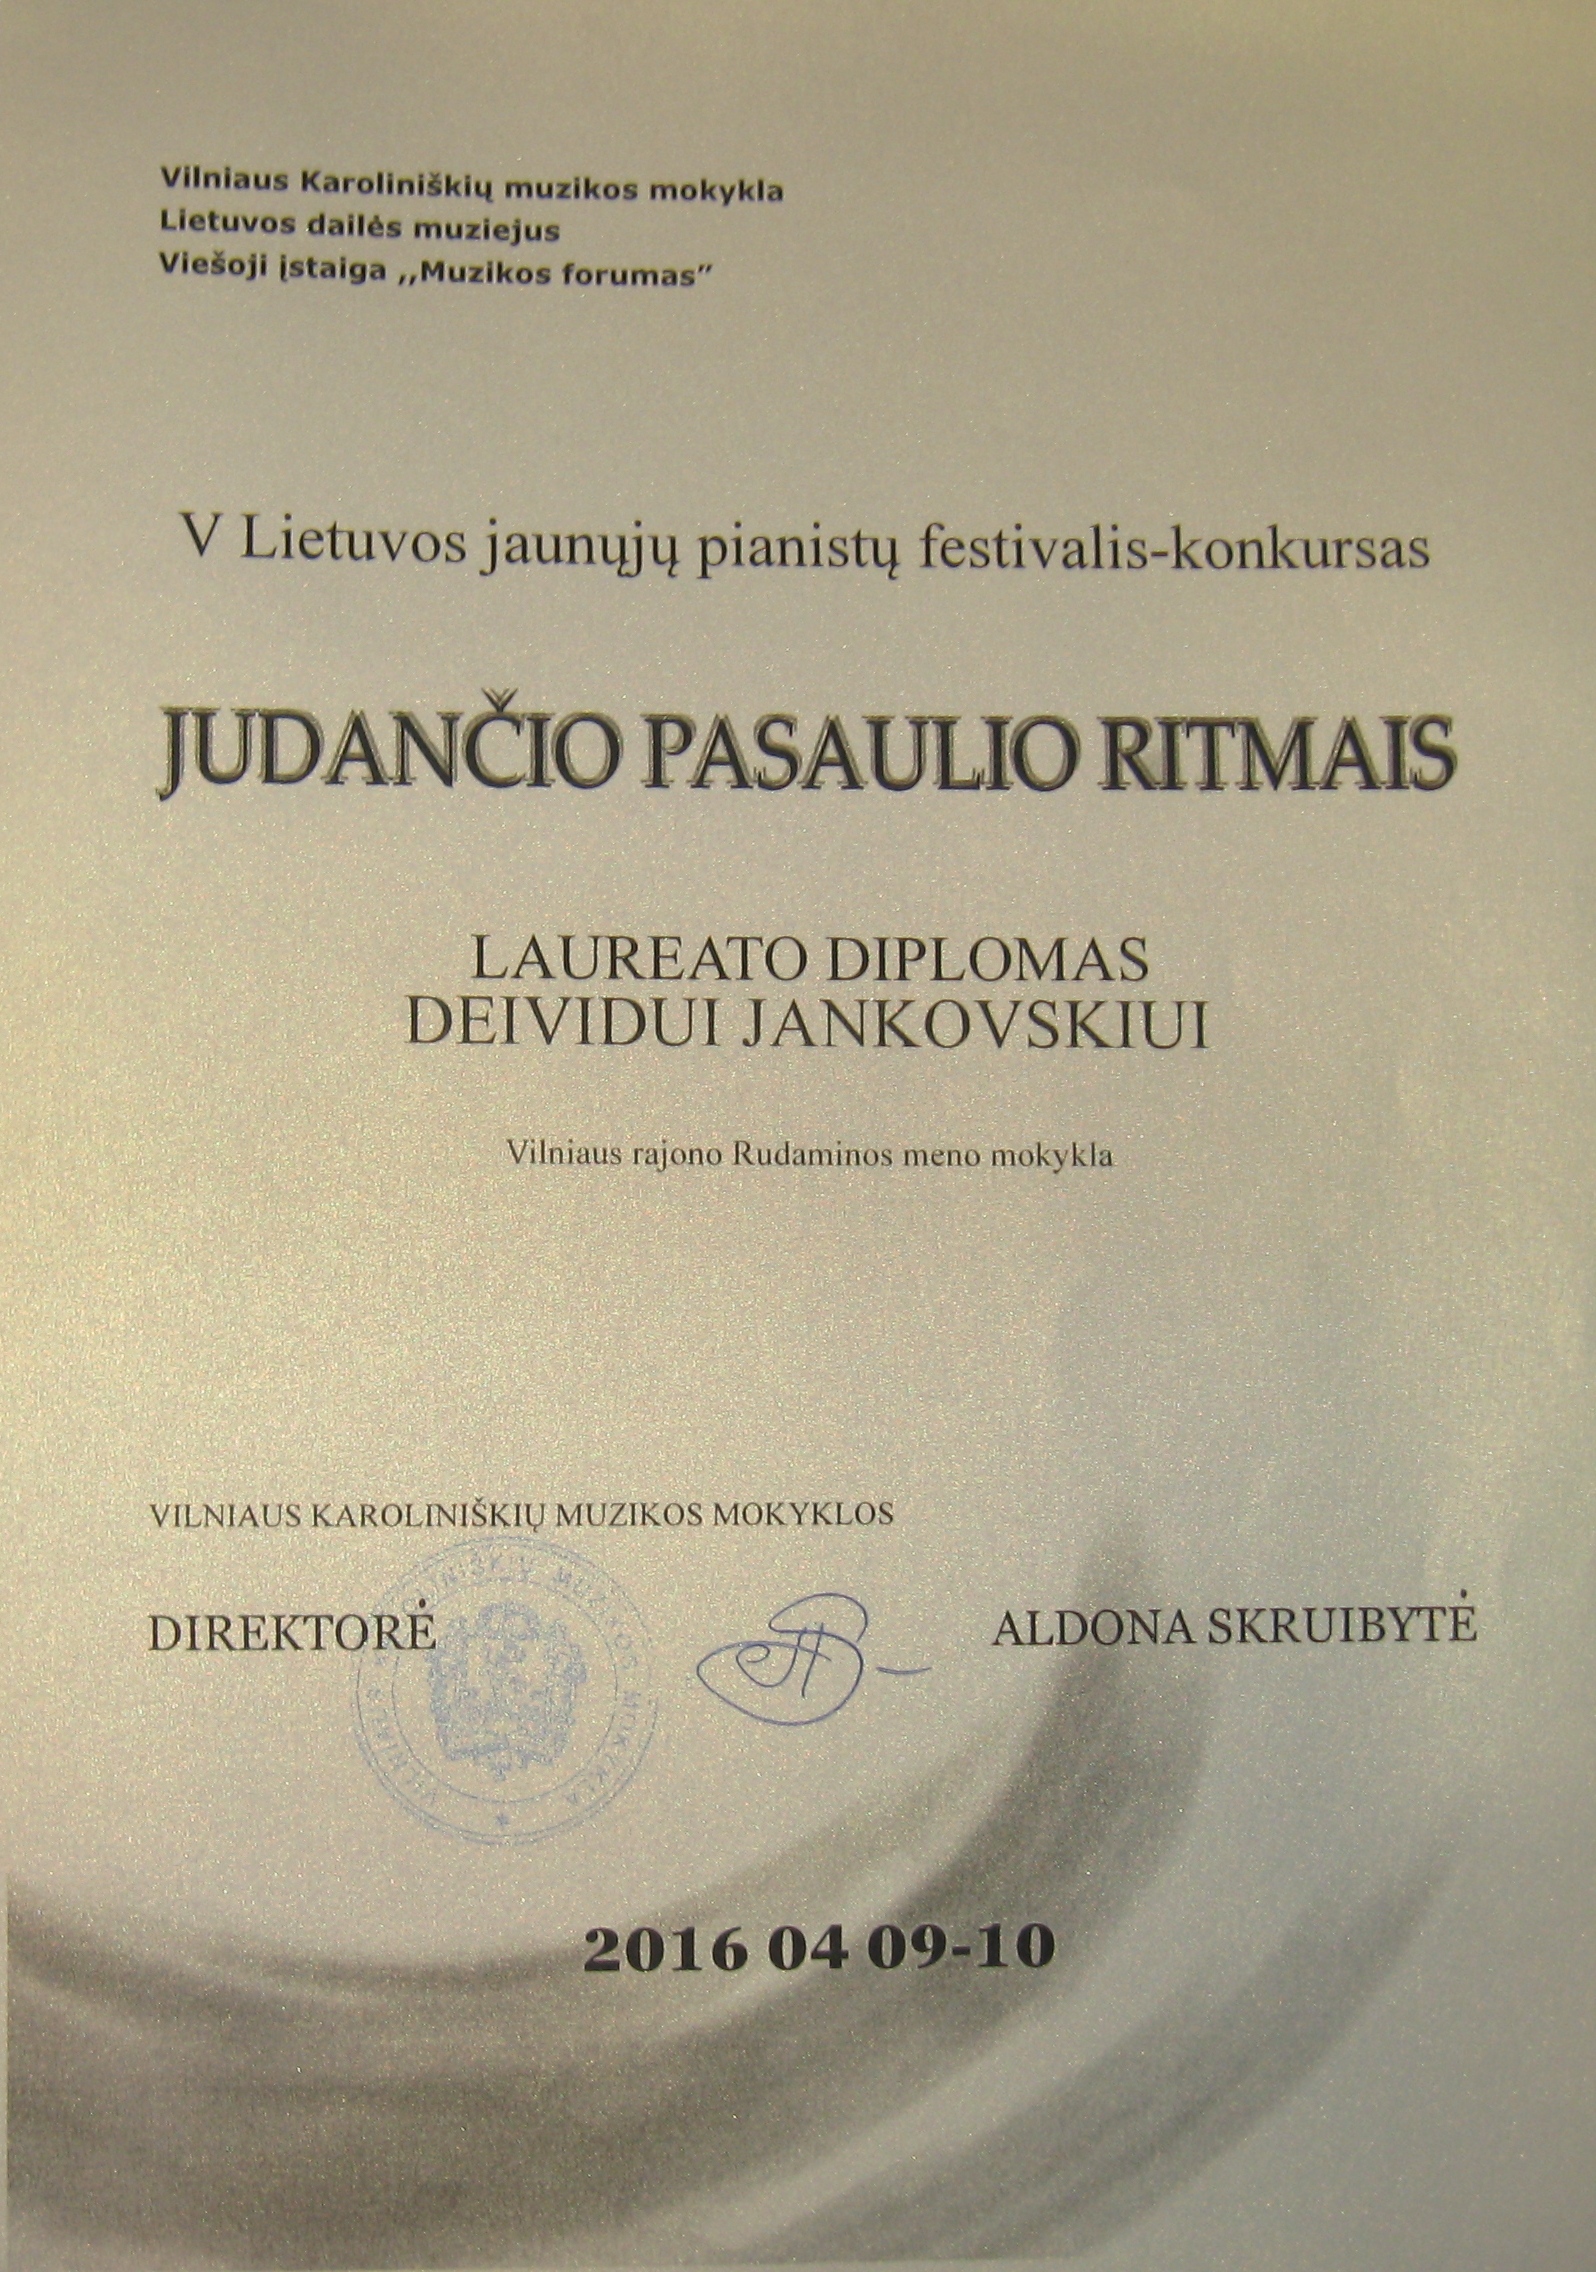 Vilniaus Karoliniškių muzikos mokykla
Lietuvos dailės muziejus
Viešoji įstaiga ,,Muzikos forumas"
V Lietuvos jaunųjų pianistų festivalis-konkursas
JUDANČIO PASAULIO RITMAIS
LAUREATO DIPLOMAS
DEIVIDUI JANKOVSKIUI
Vilniaus rajono Rudaminos meno mokykla
VILNIAUS KAROLINIŠKIŲ MUZIKOS MOKYKLOS
DIREKTORĖ ALDONA SKRUIBYTĖ
MUZIKOS MOKYKLA
2016 04 09-10